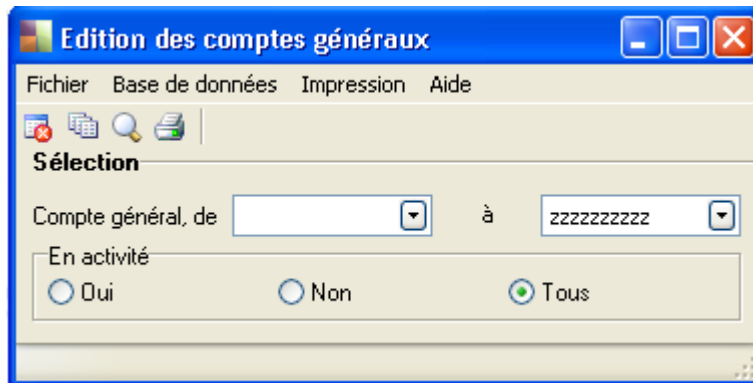 Edition des comptes généraux
Fichier Base de données Impression Aide
Sélection
Compte général, de à zzzzzzzzzz
En activité
Oui Non Tous